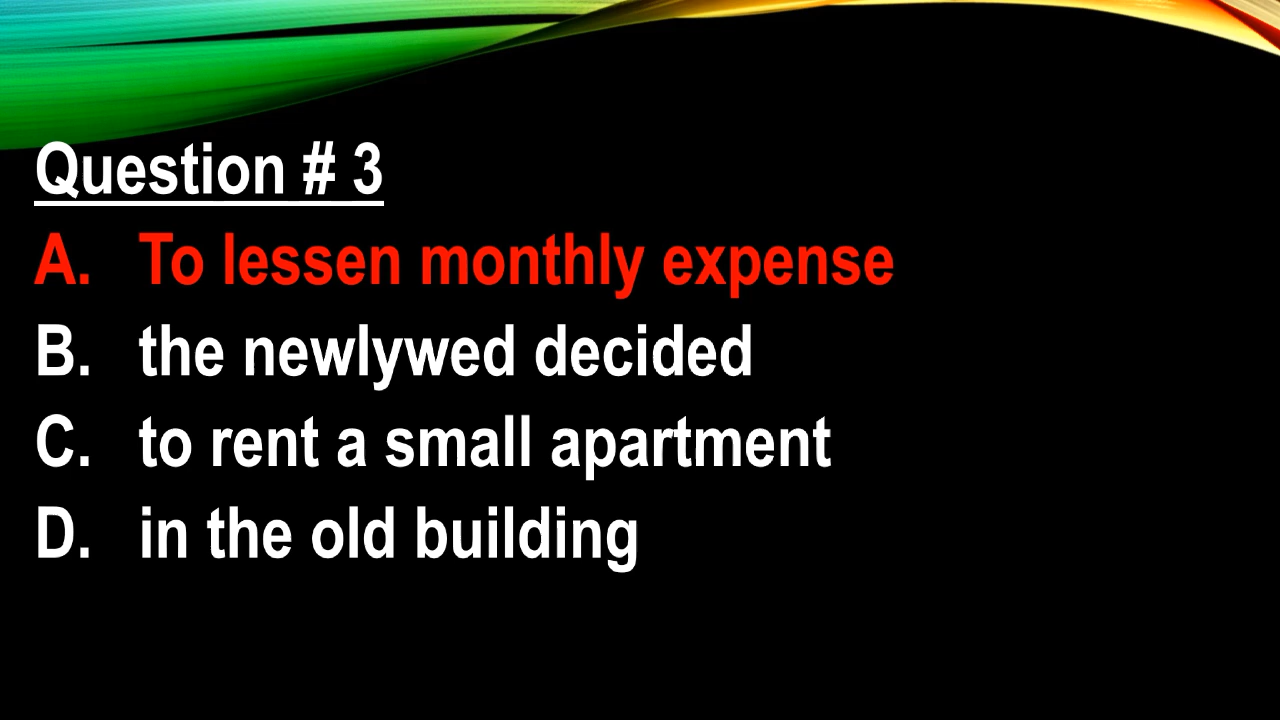 Question # 3
A. To lessen monthly expense
B. the newlywed decided
C. to rent a small apartment
D. in the old building